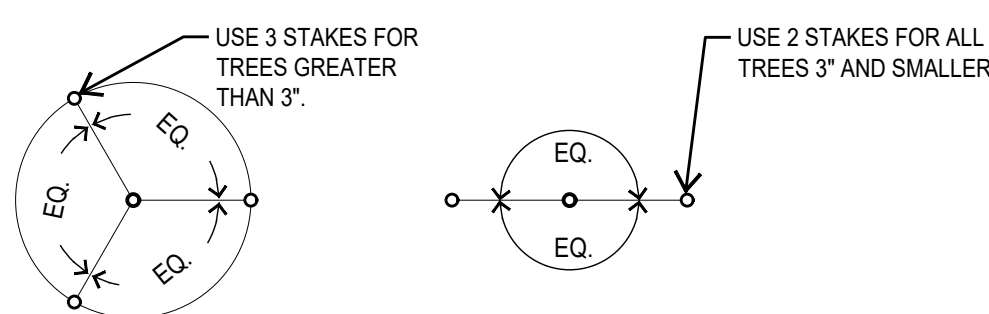 USE 3 STAKES FOR
TREES GREATER
THAN 3".
EQ.
EQ.
EQ.
USE 2 STAKES FOR ALL
TREES 3" AND SMALLER
EQ.
EQ.